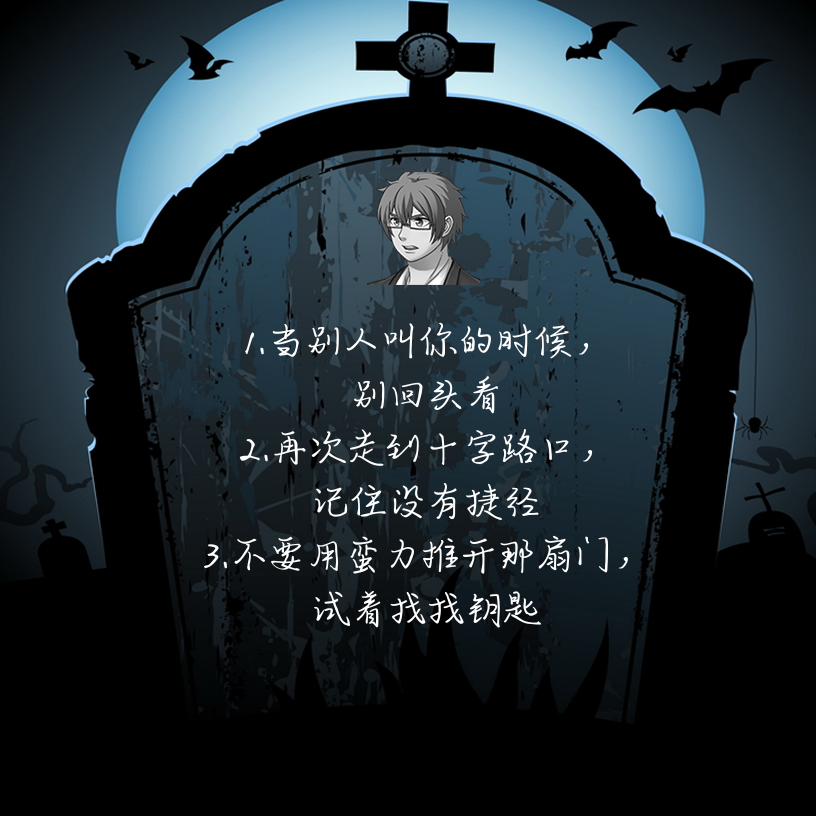 1.当别人叫你的时候，
别回头看
2.再次走到十字路口，
记住没有捷径
3.不要用蛮力推开那扇门，
试着找找钥匙